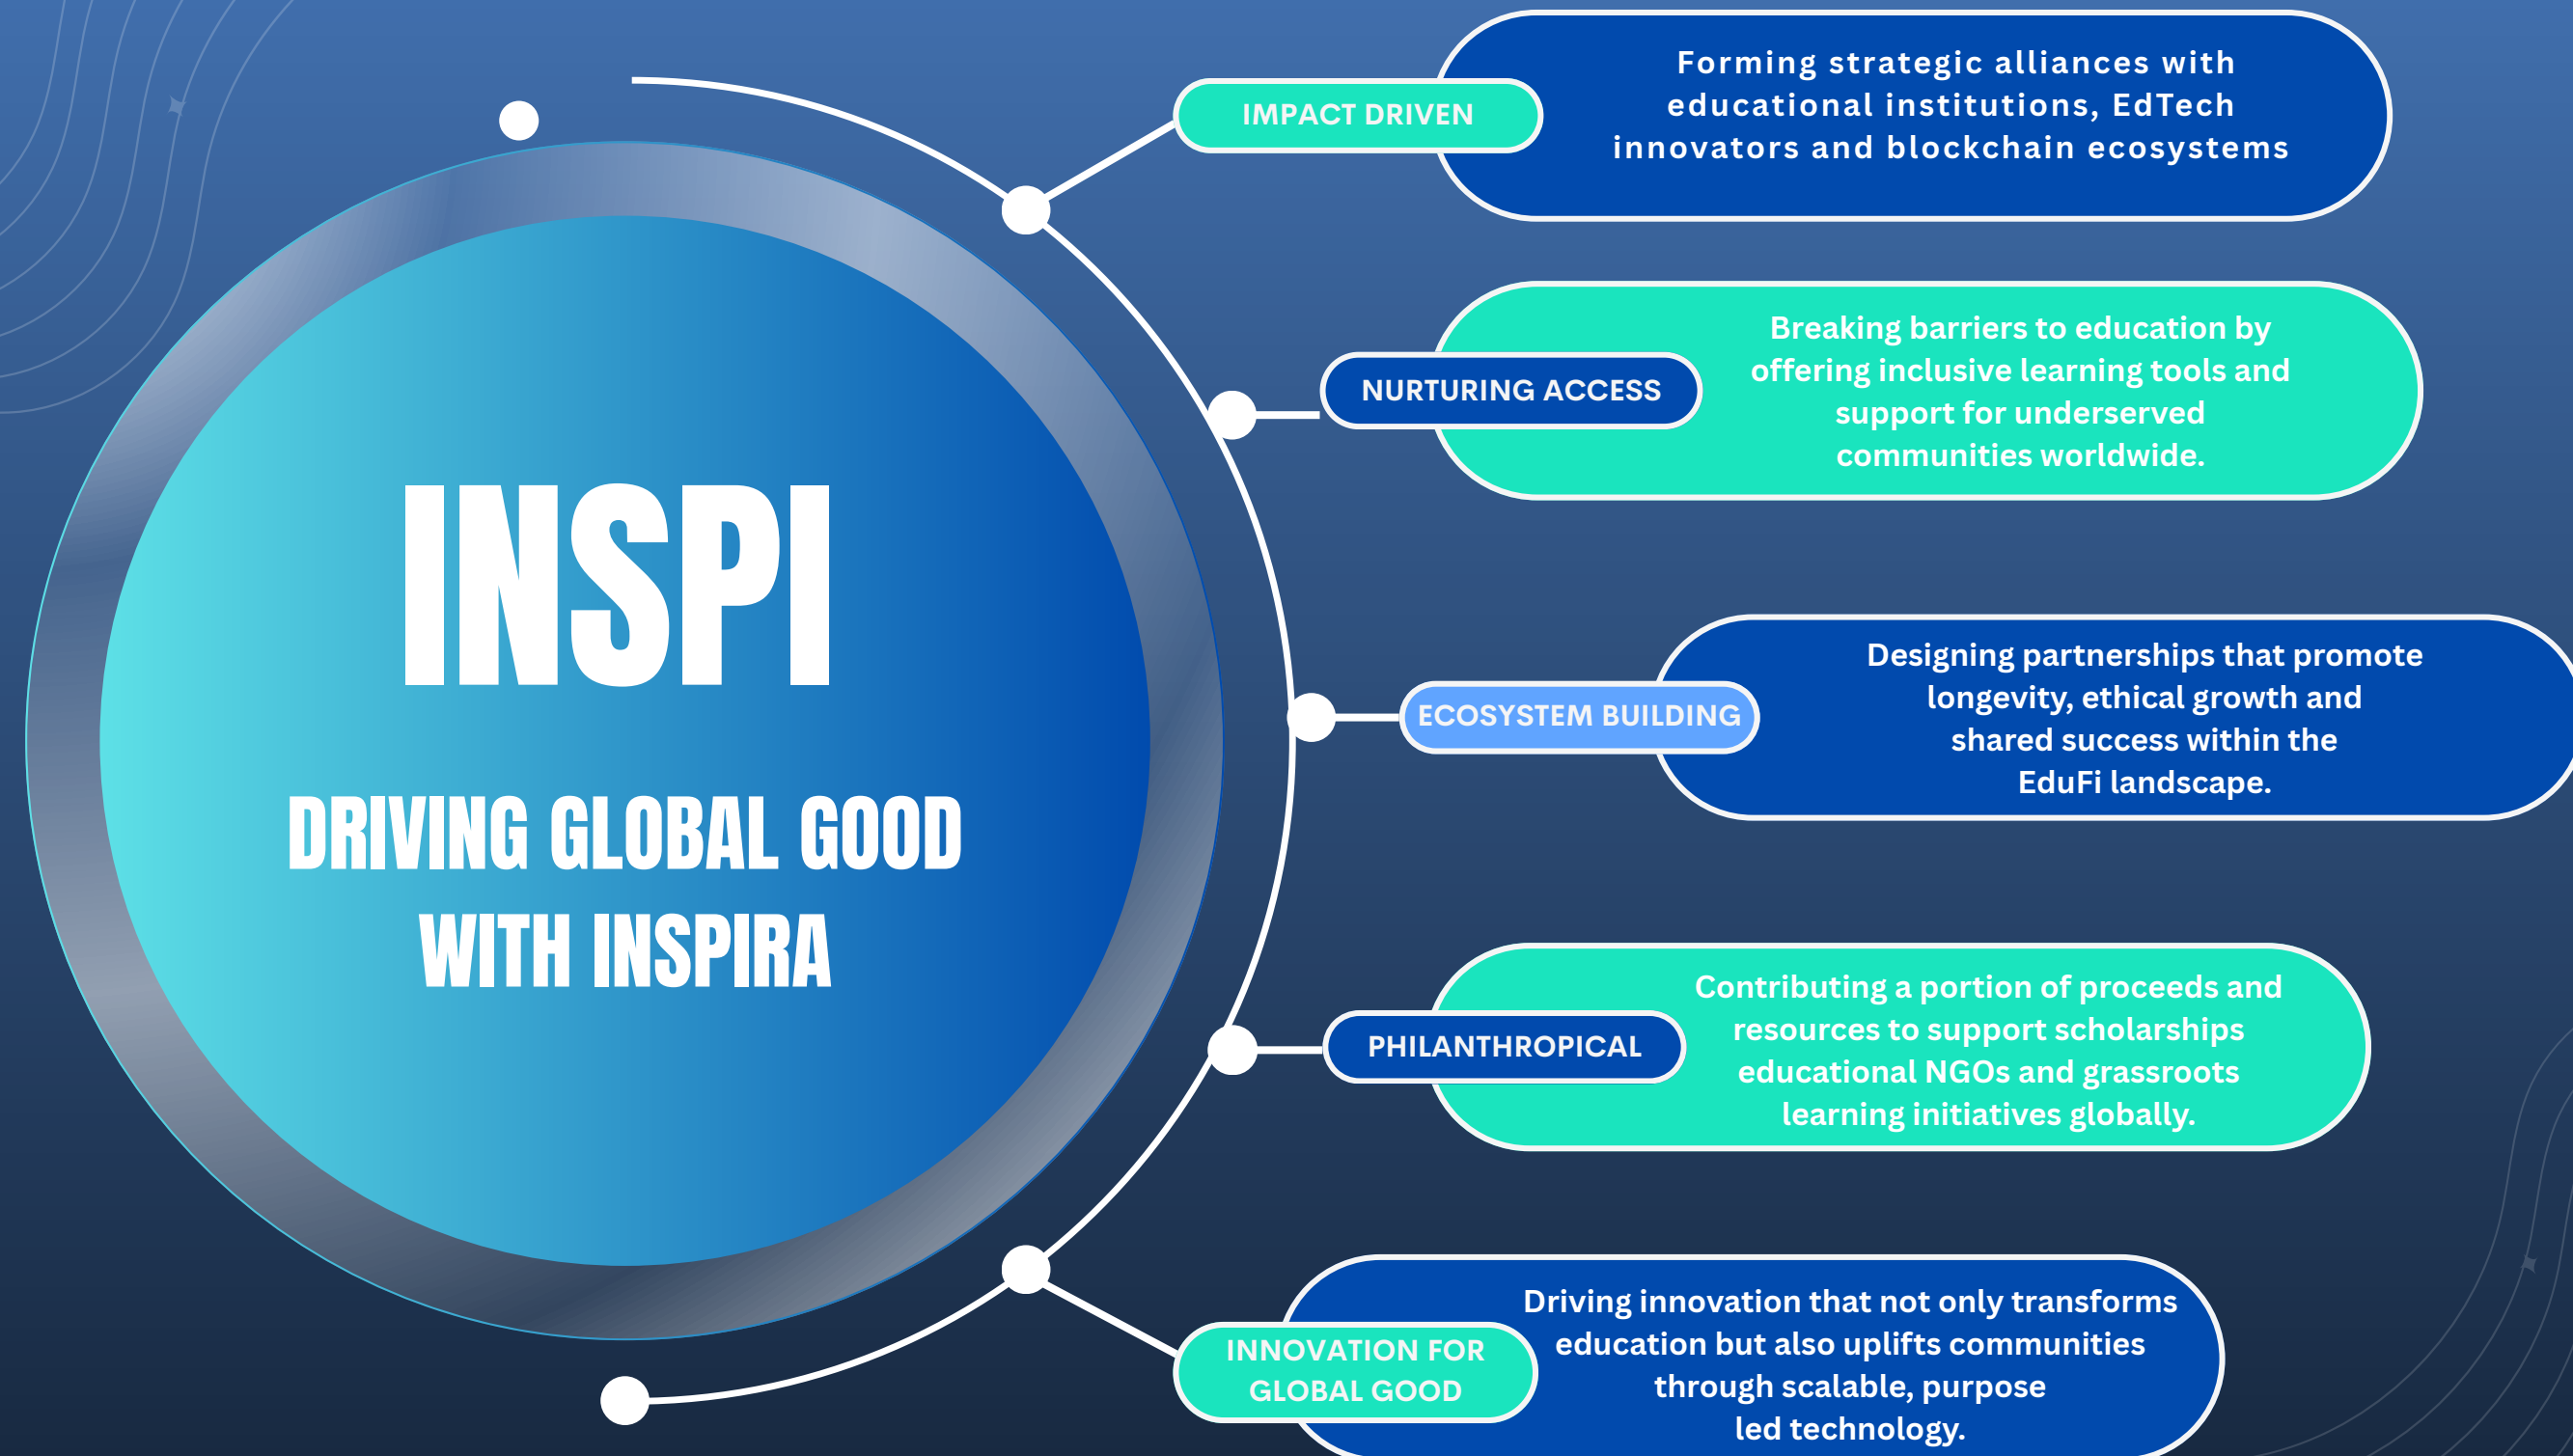 INSPI
DRIVING GLOBAL GOOD
WITH INSPIRA
IMPACT DRIVEN
Forming strategic alliances with
educational institutions, EdTech
innovators and blockchain ecosystems
NURTURING ACCESS
Breaking barriers to education by
offering inclusive learning tools and
support for underserved
communities worldwide.
ECOSYSTEM BUILDING
Designing partnerships that promote
longevity, ethical growth and
shared success within the
EduFi landscape.
PHILANTHROPICAL
Contributing a portion of proceeds and
resources to support scholarships
educational NGOs and grassroots
learning initiatives globally.
INNOVATION FOR
GLOBAL GOOD
Driving innovation that not only transforms
education but also uplifts communities
through scalable, purpose
led technology.